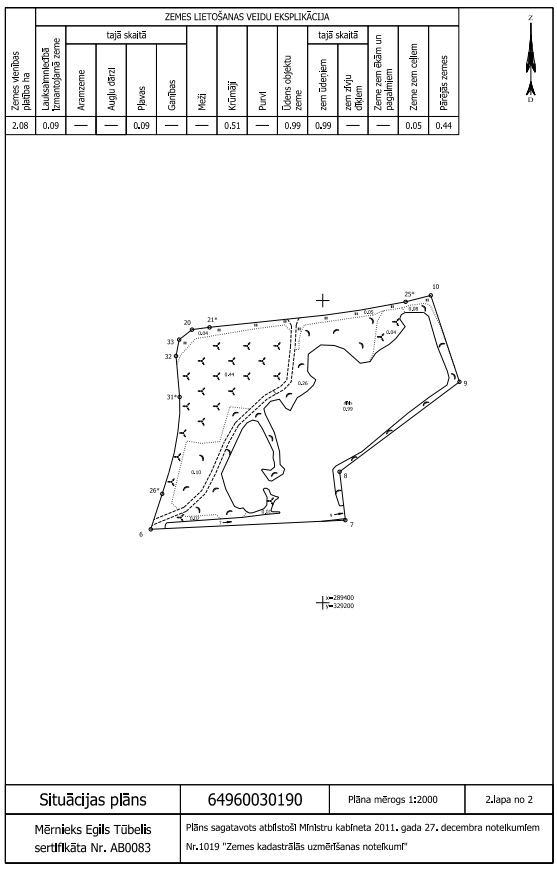 ZEMES LIETOŠANAS VEIDU EKSPLIKĀCIJA
Zemes vienības platība ha
Lauksaimniecībā izmantojamā zeme
tajā skaitā
Aramzeme
Augļu dārzi
Pļavas
Ganības
Meži
Krūmāji
Purvi
Ūdens objektu zeme
tajā skaitā
zem ūdeņiem
zem zivju dīķiem
Zeme zem ēkām un pagalmiem
Zeme zem ceļiem
Pārējās zemes
2.08 0.09 — — 0.09 — — 0.51 — 0.99 0.99 — — 0.05 0.44
Z
D
10
25*
21*
20
0.04
0.05
0.03
33
0.04
32
0.44
0.26
9
31*
0.99
0.10
8
26*
6
7
x=289400
y=329200
Situācijas plāns
64960030190
Plāna mērogs 1:2000
2.lapa no 2
Mērnieks Egils Tūbelis
sertifikāta Nr. AB0083
Plāns sagatavots atbilstoši Ministru kabineta 2011. gada 27. decembra noteikumiem
Nr.1019 "Zemes kadastrālās uzmērīšanas noteikumi"